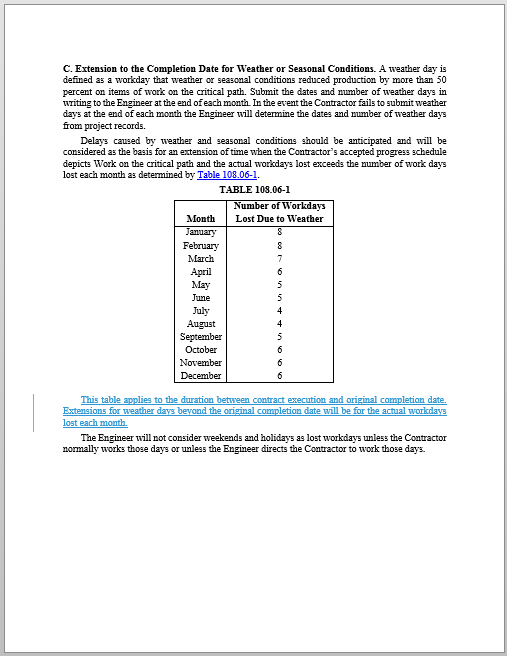 C. Extension to the Completion Date for Weather or Seasonal Conditions. A weather day is
defined as a workday that weather or seasonal conditions reduced production by more than 50
percent on items of work on the critical path. Submit the dates and number of weather days in
writing to the Engineer at the end of each month. In the event the Contractor fails to submit weather
days at the end of each month the Engineer will determine the dates and number of weather days
from project records.
Delays caused by weather and seasonal conditions should be anticipated and will be
considered as the basis for an extension of time when the Contractor's accepted progress schedule
depicts Work on the critical path and the actual workdays lost exceeds the number of work days
lost each month as determined by Table 108.06-1.
TABLE 108.06-1
Number of Workdays
Month Lost Due to Weather
January 8
February 8
March 7
April 6
May 5
June 5
July 4
August 4
September 5
October 6
November 6
December 6
This table applies to the duration between contract execution and original completion date.
Extensions for weather days beyond the original completion date will be for the actual workdays
lost each month.
The Engineer will not consider weekends and holidays as lost workdays unless the Contractor
normally works those days or unless the Engineer directs the Contractor to work those days.